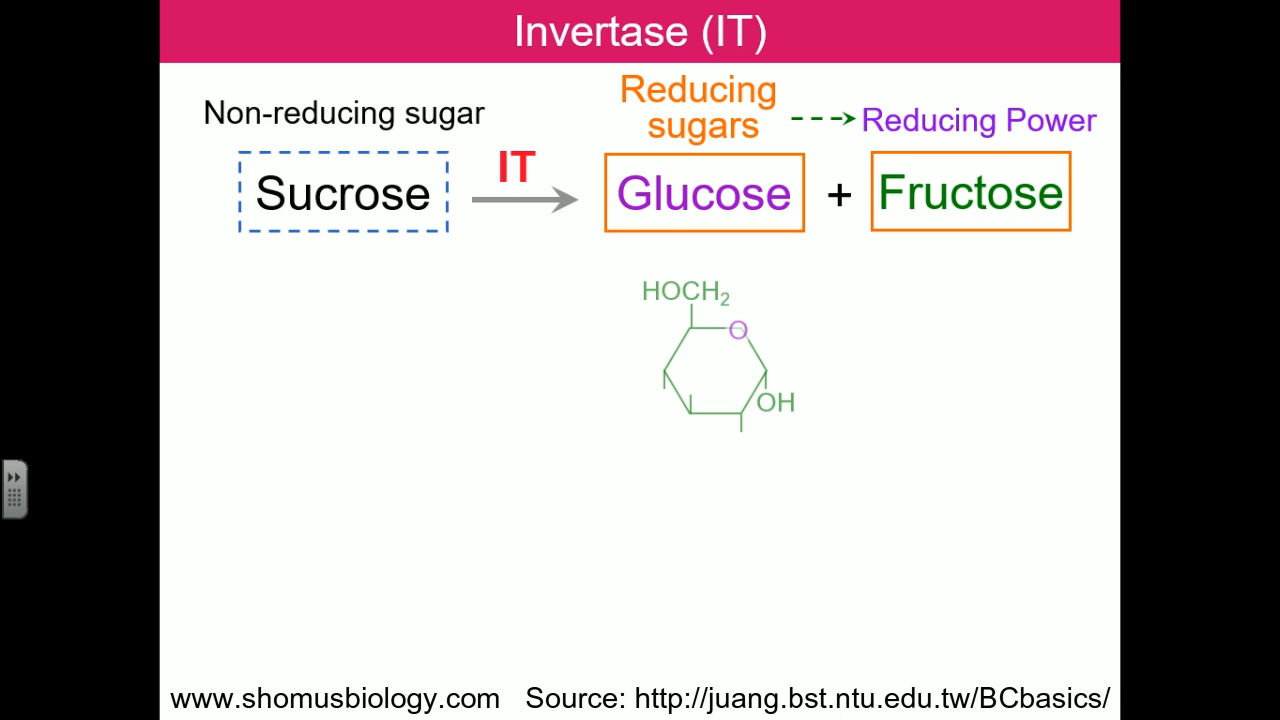 Invertase (IT)
Non-reducing sugar
Reducing
sugars
Reducing Power
Sucrose
IT
Glucose
+
Fructose
HOCH₂
O
OH
www.shomusbiology.com Source: http://juang.bst.ntu.edu.tw/BCbasics/